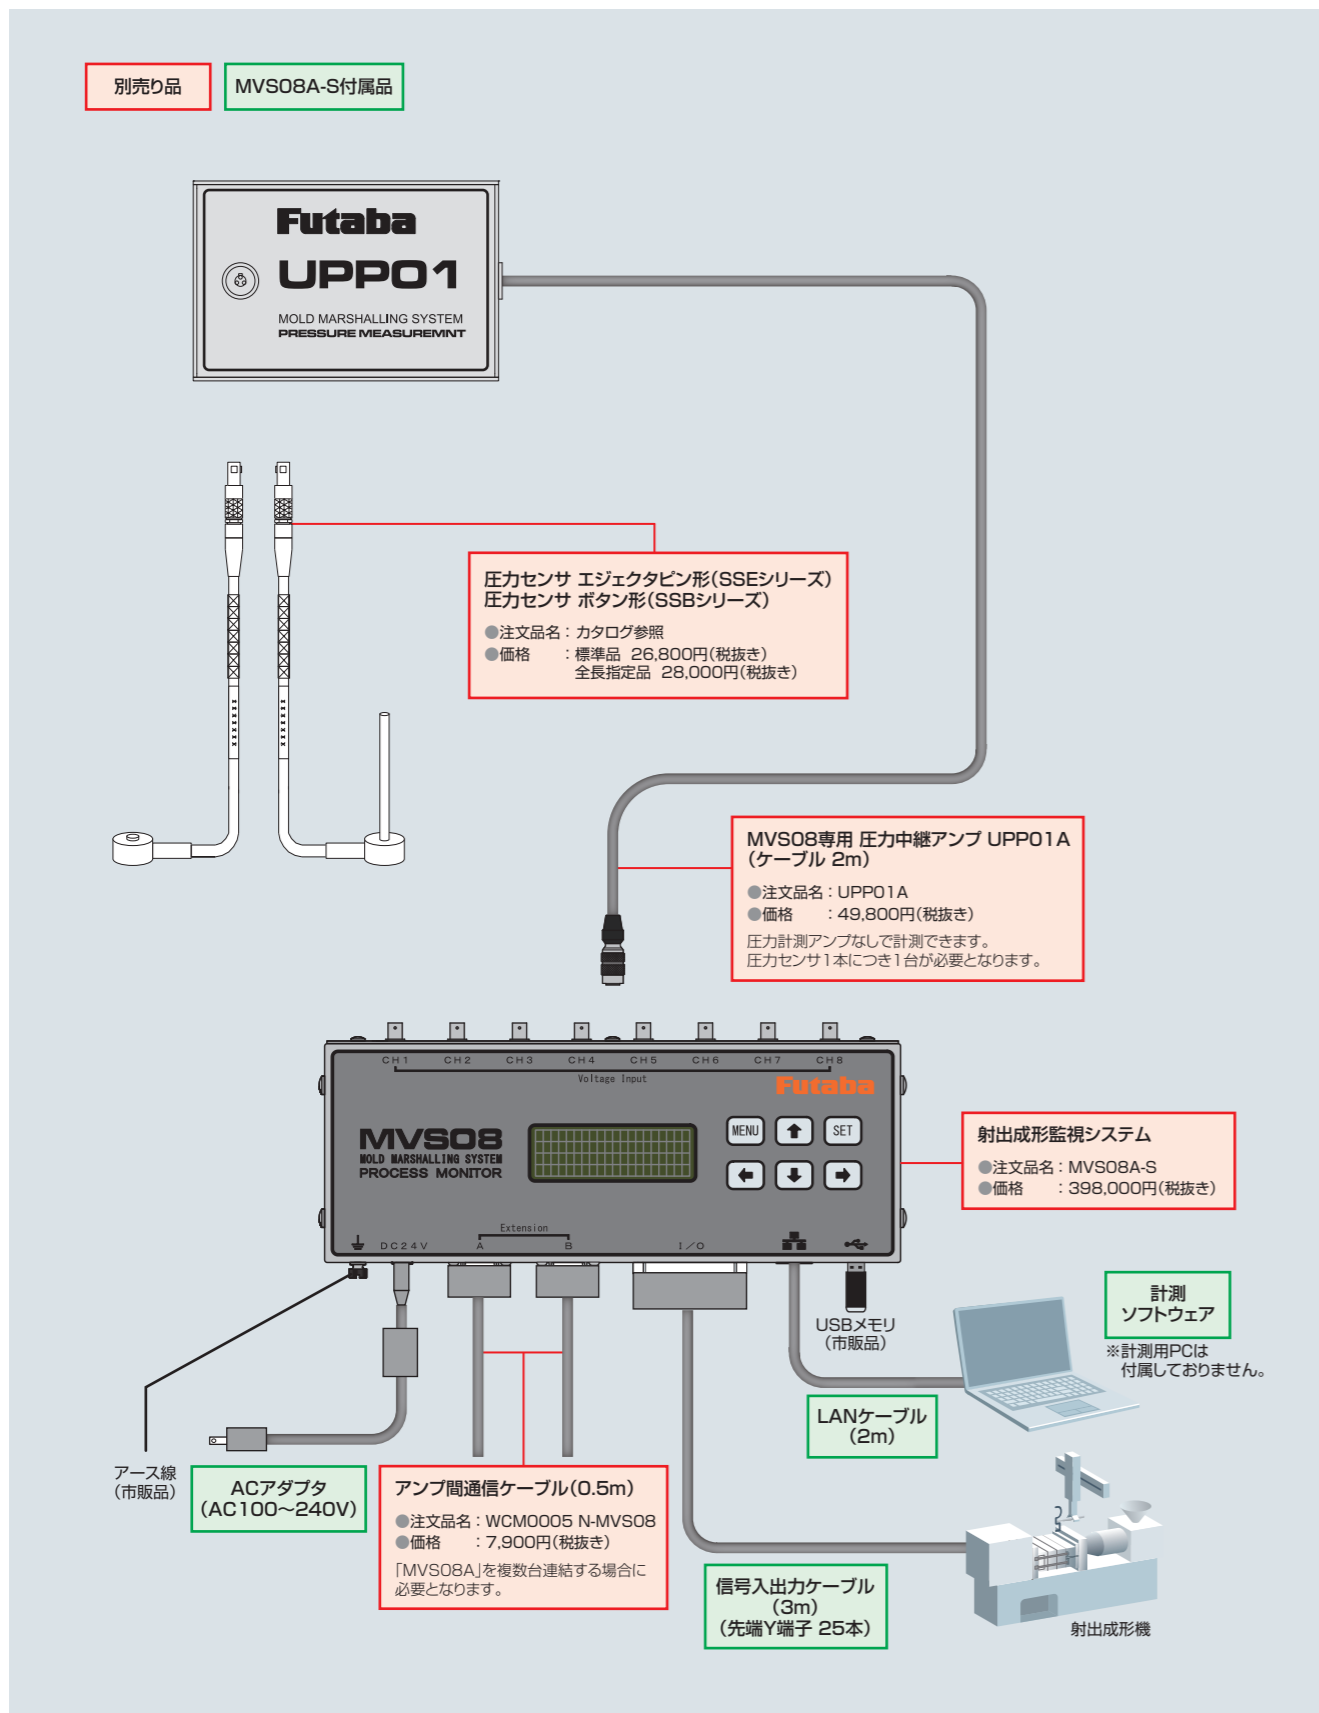 別売り品
MVS08A-S付属品
Futaba
UPP01
MOLD MARSHALLING SYSTEM
PRESSURE MEASUREMNT
圧力センサ エジェクタピン形(SSEシリーズ)
圧力センサ ボタン形(SSBシリーズ)
●注文品名：カタログ参照
●価格　　：標準品 26,800円(税抜き)
全長指定品 28,000円(税抜き)
MVS08専用 圧力中継アンプ UPP01A
(ケーブル 2m)
●注文品名：UPP01A
●価格　　：49,800円(税抜き)
圧力計測アンプなしで計測できます。
圧力センサ1本につき1台が必要となります。
CH1 CH2 CH3 CH4 CH5 CH6 CH7 CH8
Voltage Input
Futaba
MVS08
MOLD MARSHALLING SYSTEM
PROCESS MONITOR
MENU
SET
Extension
DC24V A B I/O
射出成形監視システム
●注文品名：MVS08A-S
●価格　　：398,000円(税抜き)
USBメモリ
(市販品)
計測
ソフトウェア
※計測用PCは
付属しておりません。
LANケーブル
(2m)
アース線
(市販品)
ACアダプタ
(AC100～240V)
アンプ間通信ケーブル(0.5m)
●注文品名：WCM0005 N-MVS08
●価格　　：7,900円(税抜き)
「MVS08A」を複数台連結する場合に
必要となります。
信号入出力ケーブル
(3m)
(先端Y端子 25本)
射出成形機